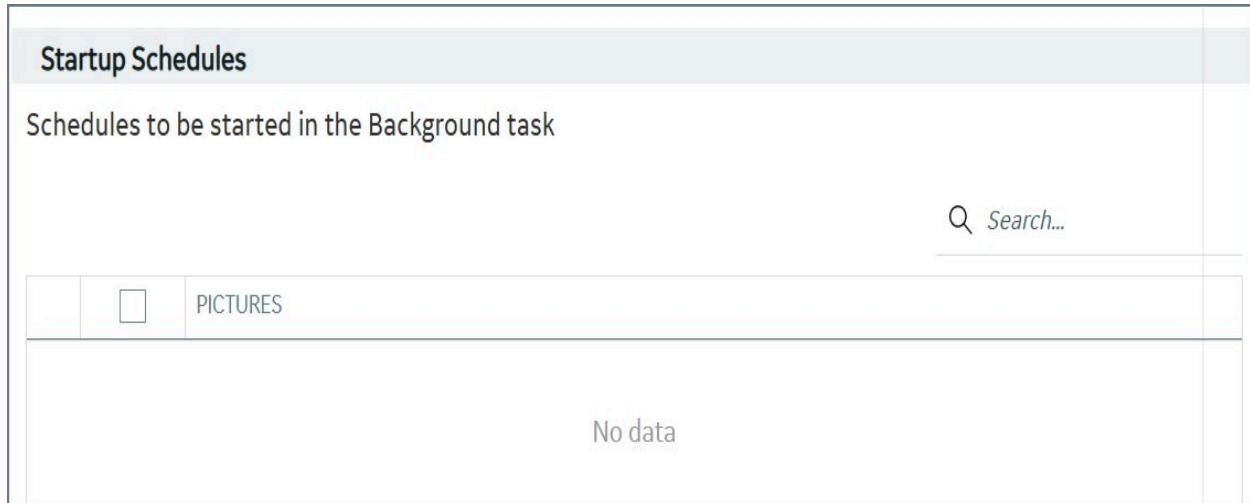 Startup Schedules
Schedules to be started in the Background task
Search...
PICTURES
No data